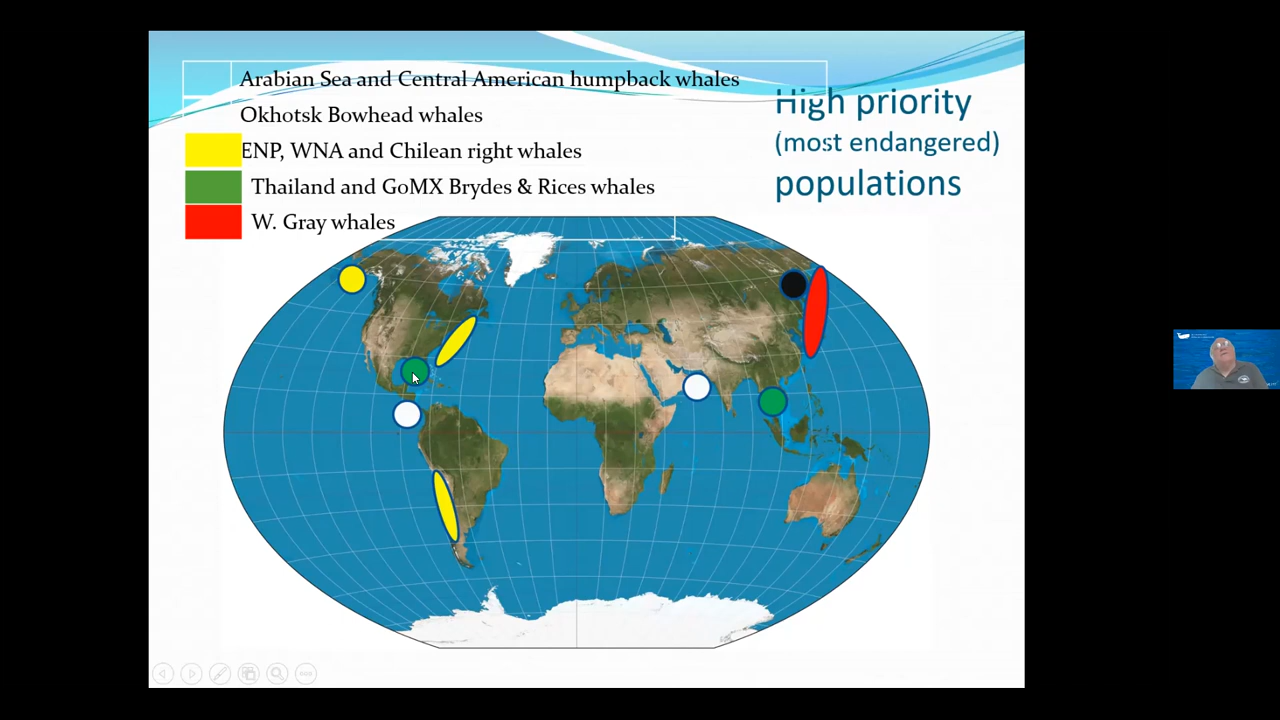 Arabian Sea and Central American humpback whales
Okhotsk Bowhead whales
ENP, WNA and Chilean right whales
Thailand and GoMX Brydes & Rices whales
W. Gray whales
High priority
(most endangered)
populations